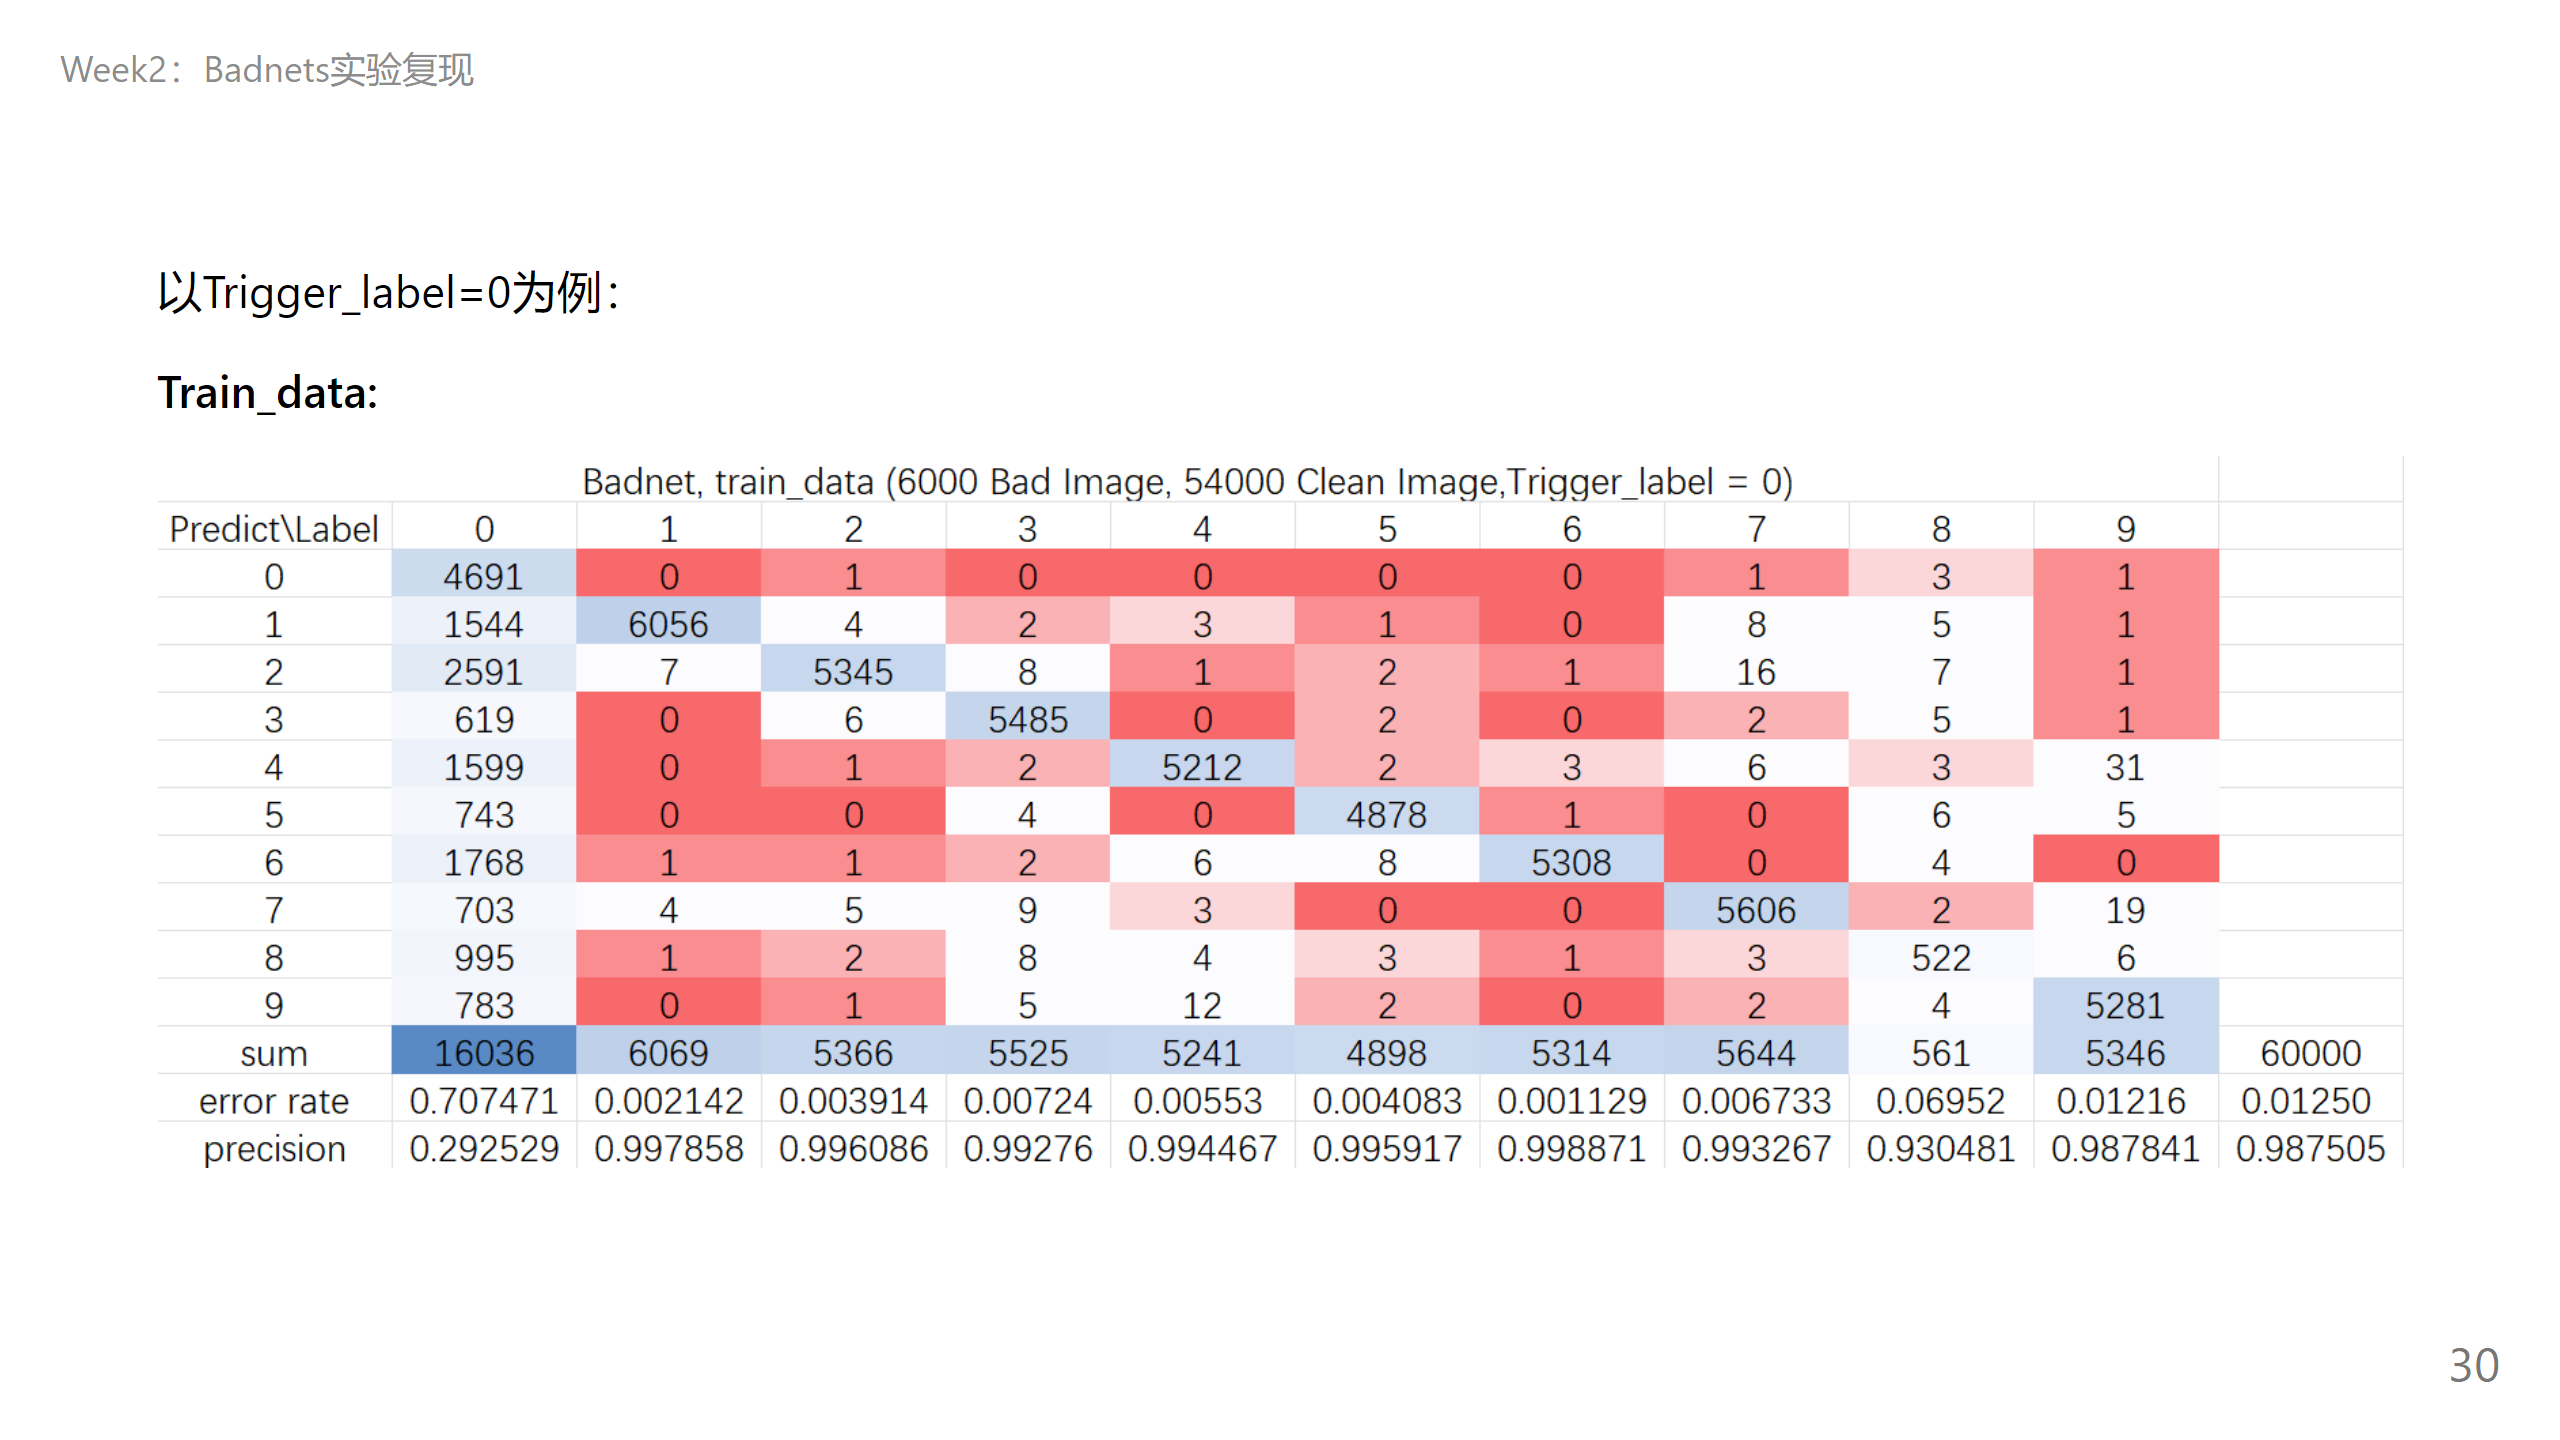 Week2：Badnets实验复现
以Trigger_label=0为例：
Train_data:
Badnet, train_data (6000 Bad Image, 54000 Clean Image,Trigger_label = 0)
Predict\Label 0 1 2 3 4 5 6 7 8 9
0 4691 0 1 0 0 0 0 1 3 1
1 1544 6056 4 2 3 1 0 8 5 1
2 2591 7 5345 8 1 2 1 16 7 1
3 619 0 6 5485 0 2 0 2 5 1
4 1599 0 1 2 5212 2 3 6 3 31
5 743 0 0 4 0 4878 1 0 6 5
6 1768 1 1 2 6 8 5308 0 4 0
7 703 4 5 9 3 0 0 5606 2 19
8 995 1 2 8 4 3 1 3 522 6
9 783 0 1 5 12 2 0 2 4 5281
sum 16036 6069 5366 5525 5241 4898 5314 5644 561 5346 60000
error rate 0.707471 0.002142 0.003914 0.00724 0.00553 0.004083 0.001129 0.006733 0.06952 0.01216 0.01250
precision 0.292529 0.997858 0.996086 0.99276 0.994467 0.995917 0.998871 0.993267 0.930481 0.987841 0.987505
30